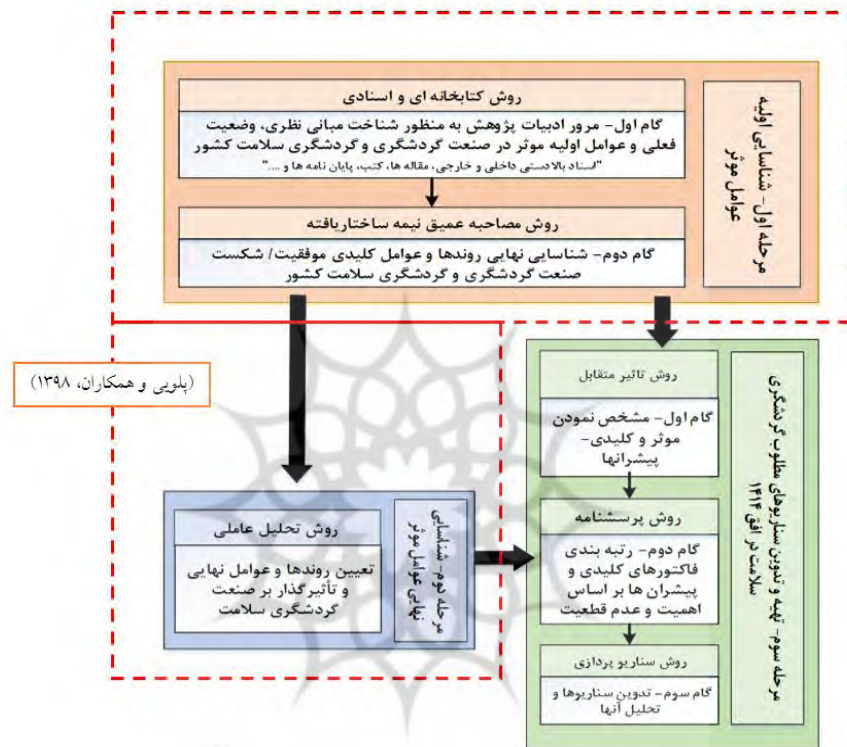 مرحله اول- شناسایی اولیه
عوامل موثر
روش کتابخانه ای و اسنادی
گام اول- مرور ادبیات پژوهش به منظور شناخت مبانی نظری، وضعیت
فعلی و عوامل اولیه موثر در صنعت گردشگری و گردشگری سلامت کشور
"اسناد بالادستی داخلی و خارجی، مقاله ها، کتب، پایان نامه ها و ...."
روش مصاحبه عمیق نیمه ساختاریافته
گام دوم- شناسایی نهایی روندها و عوامل کلیدی موفقیت/ شکست
صنعت گردشگری و گردشگری سلامت کشور
(پلویی و همکاران، ۱۳۹۸)
مرحله دوم- شناسایی
نهایی عوامل موثر
روش تحلیل عاملی
تعیین روندها و عوامل نهایی
و تأثیرگذار بر صنعت
گردشگری سلامت
مرحله سوم- تهیه و تدوین سناریوهای مطلوب گردشگری
سلامت در افق ۱۴۱۴
روش تاثیر متقابل
گام اول- مشخص نمودن
موثر و کلیدی-
پیشرانها
روش پرسشنامه
گام دوم- رتبه بندی
فاکتورهای کلیدی و
پیشران ها بر اساس
اهمیت و عدم قطعیت
روش سناریو پردازی
گام سوم- تدوین سناریوها و
تحلیل آنها